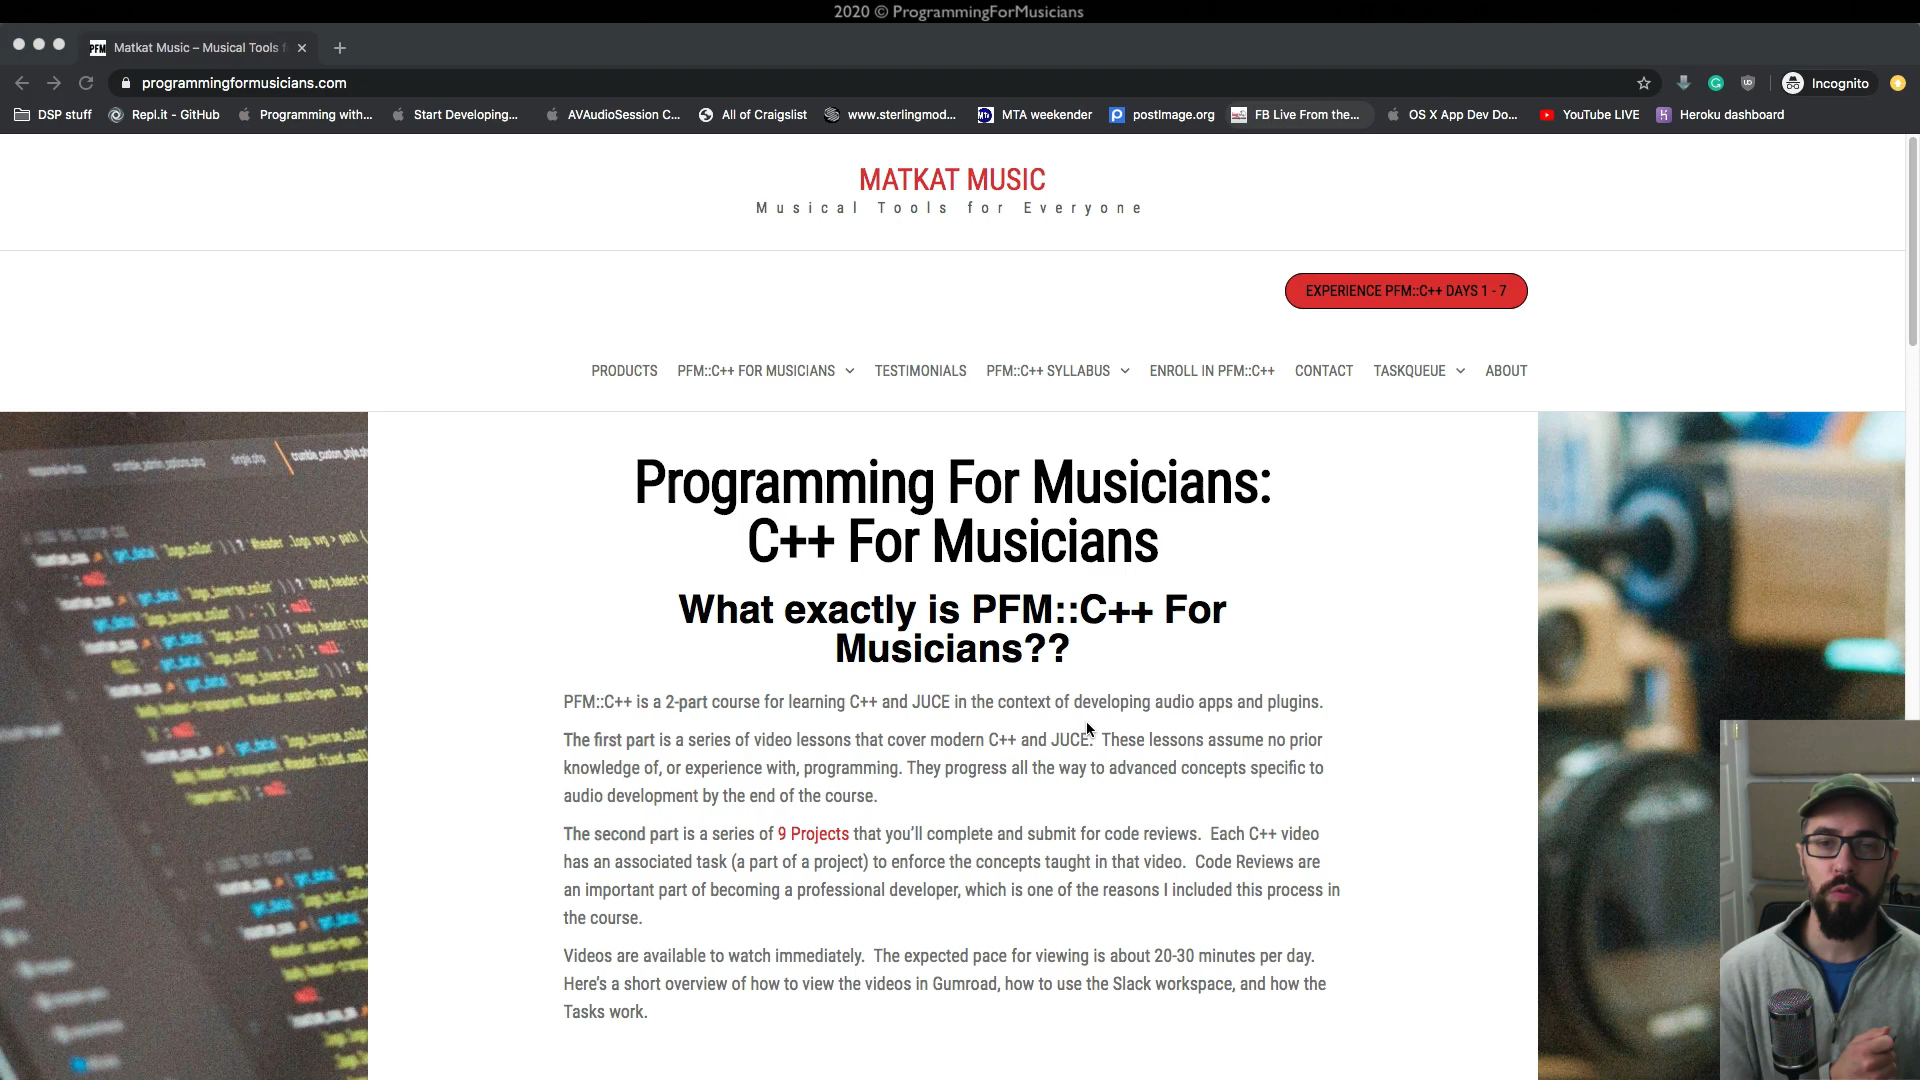 2020 © ProgrammingForMusicians
PFM Matkat Music – Musical Tools f
programmingformusicians.com
Incognito
DSP stuff Repl.it - GitHub Programming with... Start Developing... AVAudioSession C... All of Craigslist www.sterlingmod... MTA weekender postImage.org FB Live From the... OS X App Dev Do... YouTube LIVE Heroku dashboard
MATKAT MUSIC
Musical Tools for Everyone
EXPERIENCE PFM::C++ DAYS 1 - 7
PRODUCTS PFM::C++ FOR MUSICIANS TESTIMONIALS PFM::C++ SYLLABUS ENROLL IN PFM::C++ CONTACT TASKQUEUE ABOUT
Programming For Musicians:
C++ For Musicians
What exactly is PFM::C++ For
Musicians??
PFM::C++ is a 2-part course for learning C++ and JUCE in the context of developing audio apps and plugins.
The first part is a series of video lessons that cover modern C++ and JUCE. These lessons assume no prior
knowledge of, or experience with, programming. They progress all the way to advanced concepts specific to
audio development by the end of the course.
The second part is a series of 9 Projects that you'll complete and submit for code reviews. Each C++ video
has an associated task (a part of a project) to enforce the concepts taught in that video. Code Reviews are
an important part of becoming a professional developer, which is one of the reasons I included this process in
the course.
Videos are available to watch immediately. The expected pace for viewing is about 20-30 minutes per day.
Here's a short overview of how to view the videos in Gumroad, how to use the Slack workspace, and how the
Tasks work.